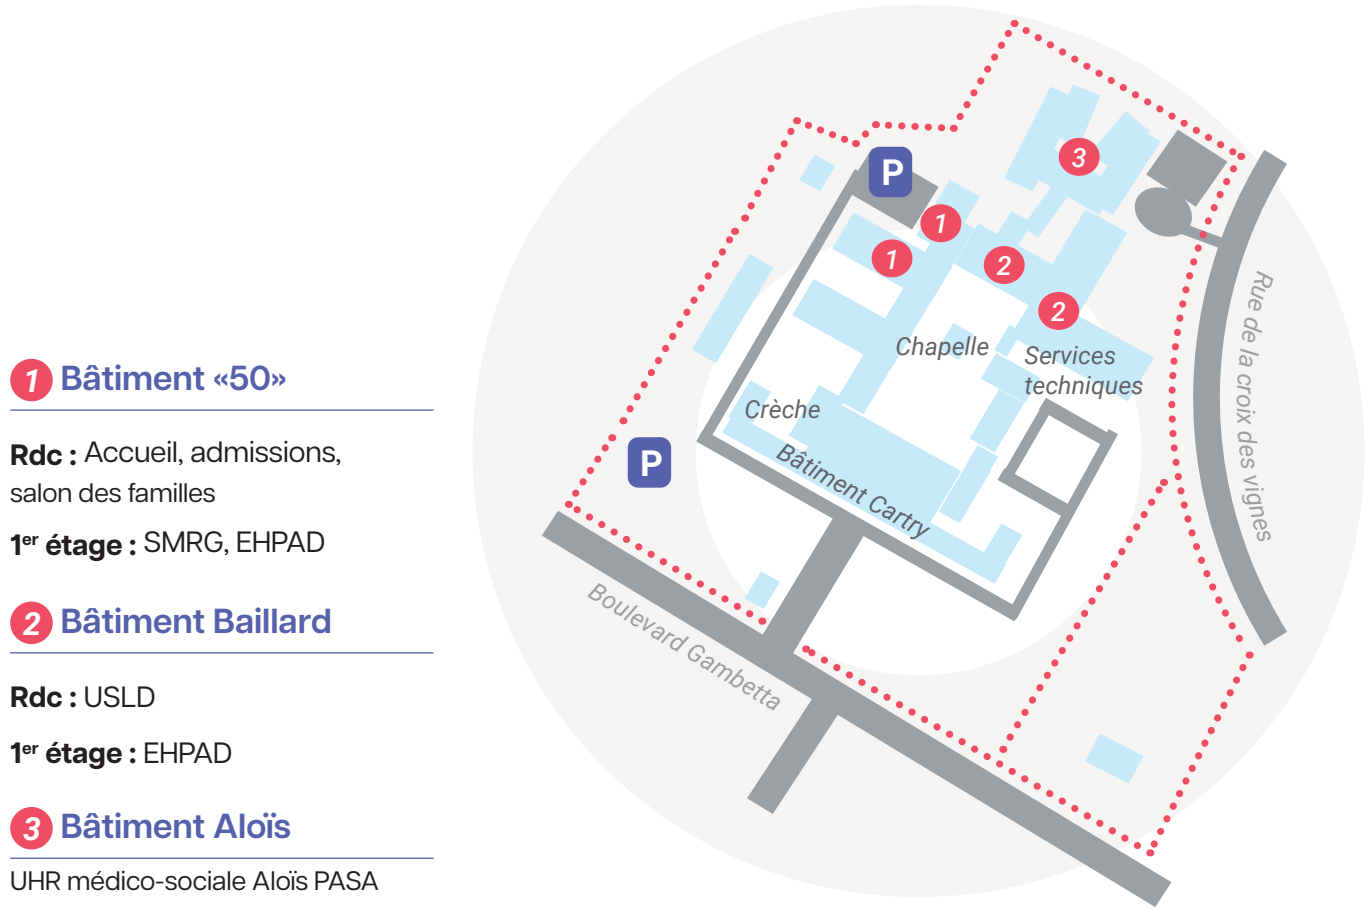 1 Bâtiment «50»
Rdc : Accueil, admissions,
salon des familles
1er étage : SMRG, EHPAD
2 Bâtiment Baillard
Rdc : USLD
1er étage : EHPAD
3 Bâtiment Aloïs
UHR médico-sociale Aloïs PASA
3
P
1
1
2
2
Chapelle
Services
techniques
Crèche
Bâtiment Cartry
P
Rue de la croix des vignes
Boulevard Gambetta